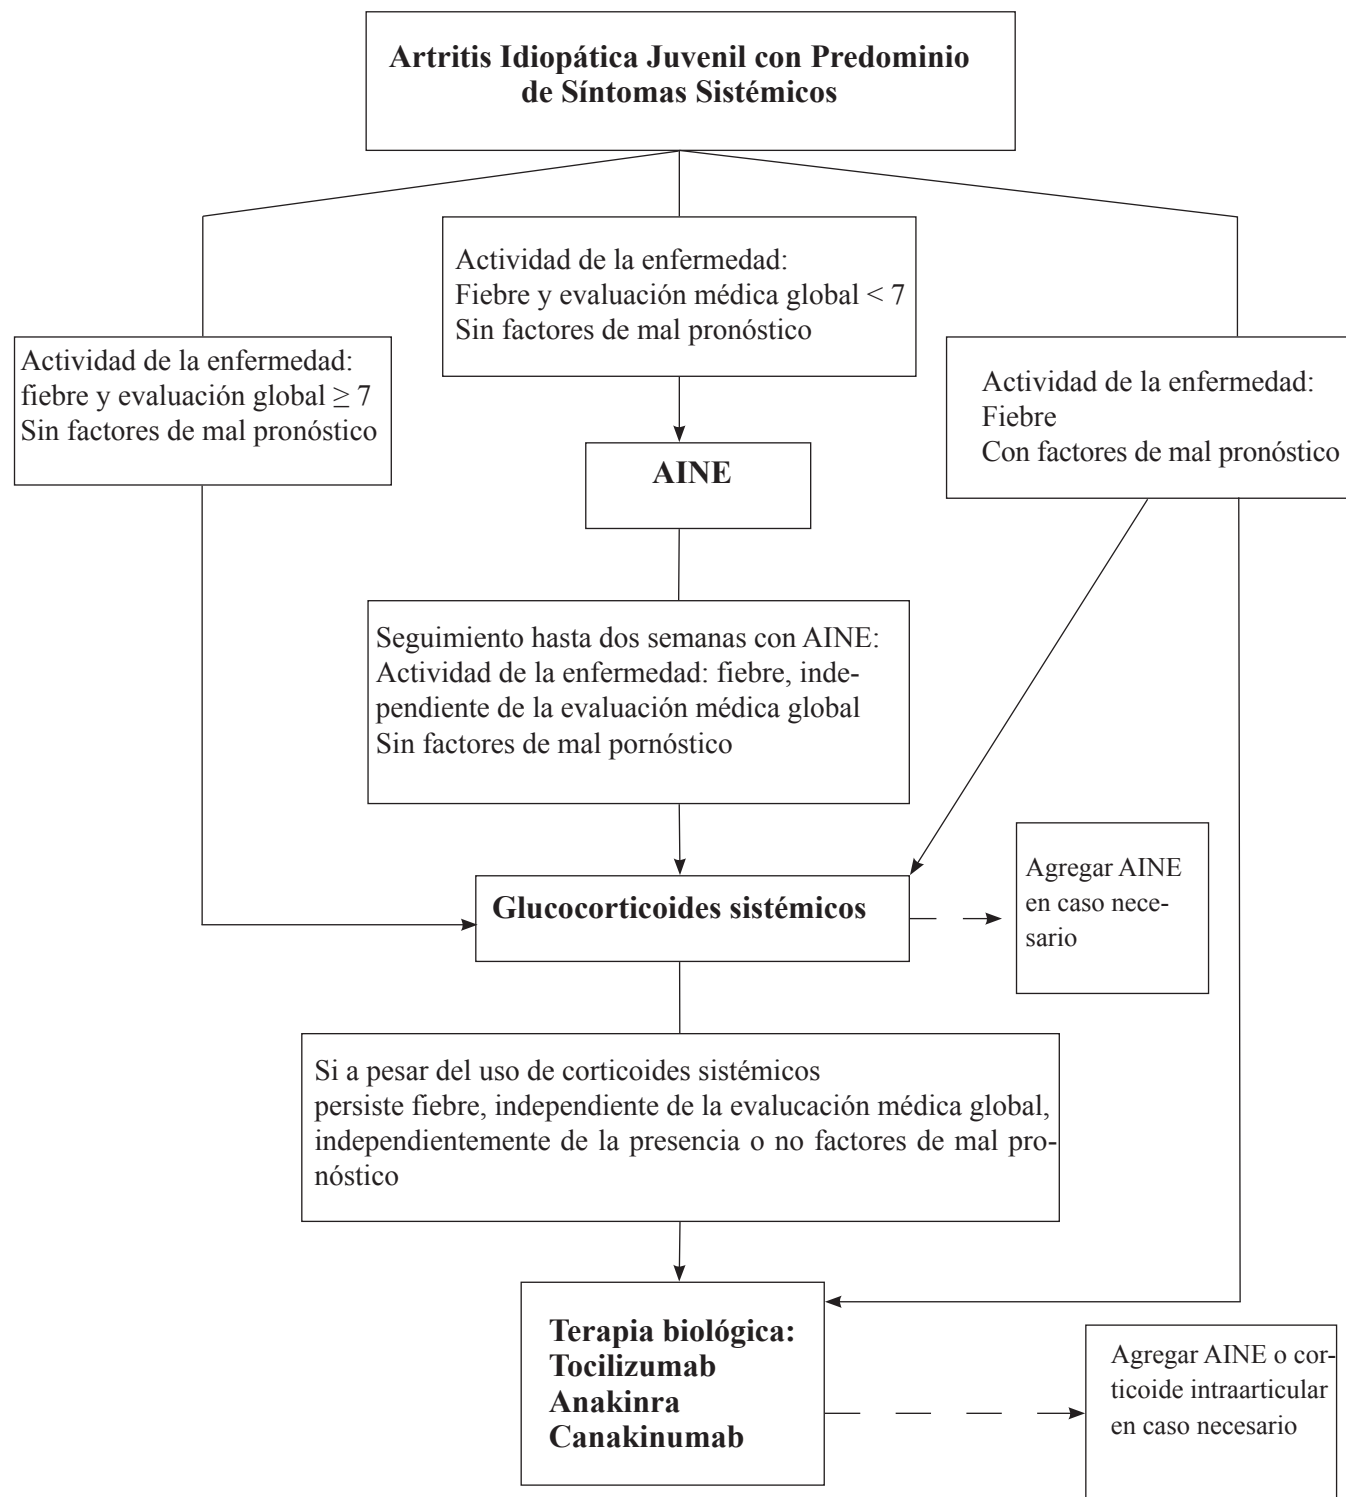 Artritis Idiopática Juvenil con Predominio
de Síntomas Sistémicos
Actividad de la enfermedad:
fiebre y evaluación global ≥ 7
Sin factores de mal pronóstico
Actividad de la enfermedad:
Fiebre y evaluación médica global < 7
Sin factores de mal pronóstico
Actividad de la enfermedad:
Fiebre
Con factores de mal pronóstico
AINE
Seguimiento hasta dos semanas con AINE:
Actividad de la enfermedad: fiebre, inde-
pendiente de la evaluación médica global
Sin factores de mal pornóstico
Glucocorticoides sistémicos
Agregar AINE
en caso nece-
sario
Si a pesar del uso de corticoides sistémicos
persiste fiebre, independiente de la evalucación médica global,
independientemente de la presencia o no factores de mal pro-
nóstico
Terapia biológica:
Tocilizumab
Anakinra
Canakinumab
Agregar AINE o cor-
ticoide intraarticular
en caso necesario